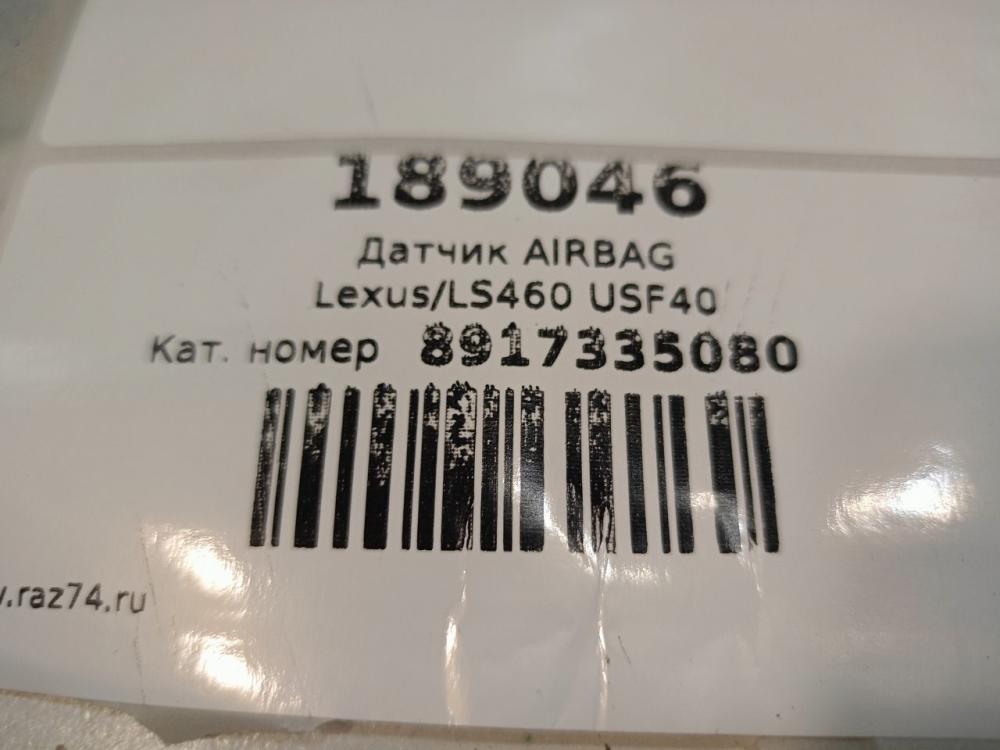 189046
Датчик AIRBAG
Lexus/LS460 USF40
Кат. номер 8917335080
.raz74.ru